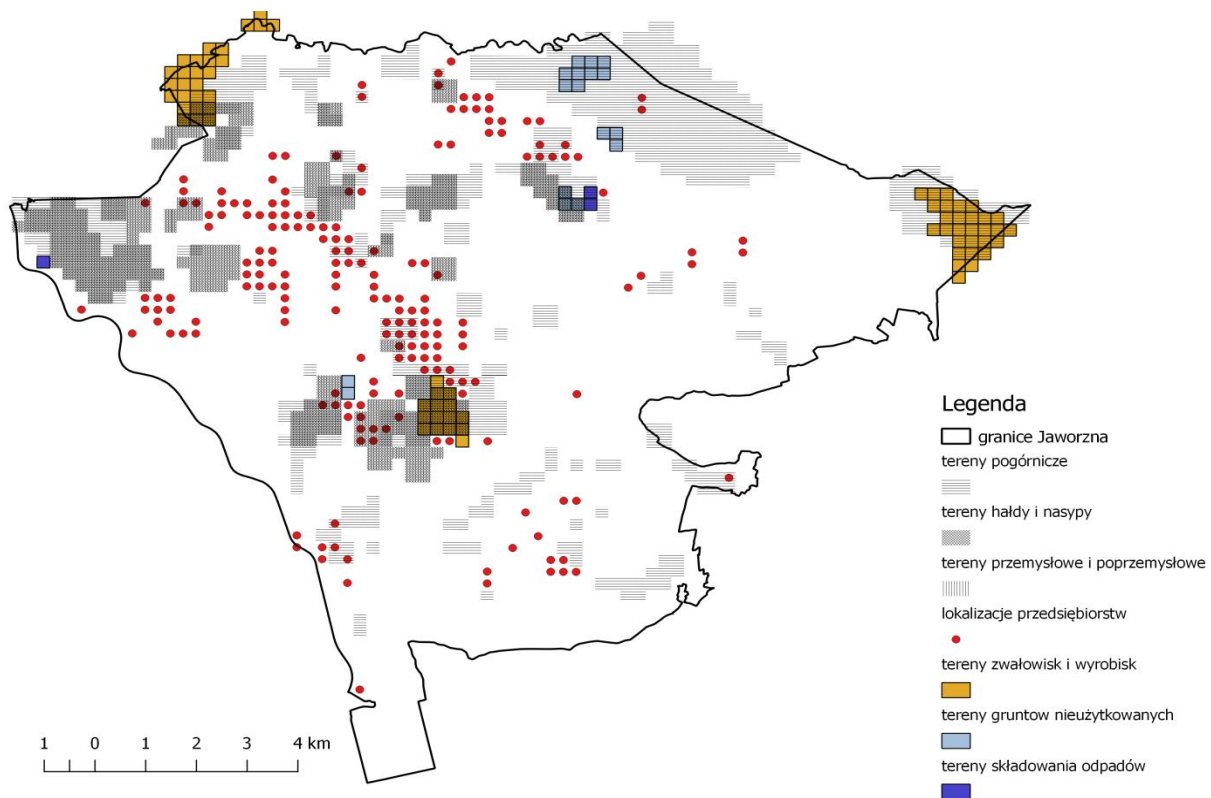 Legenda
granice Jaworzna
tereny pogórnicze
tereny hałdy i nasypy
tereny przemysłowe i poprzemysłowe
lokalizacje przedsiębiorstw
tereny zwałowisk i wyrobisk
tereny gruntow nieużytkowanych
tereny składowania odpadów
1 0 1 2 3 4 km